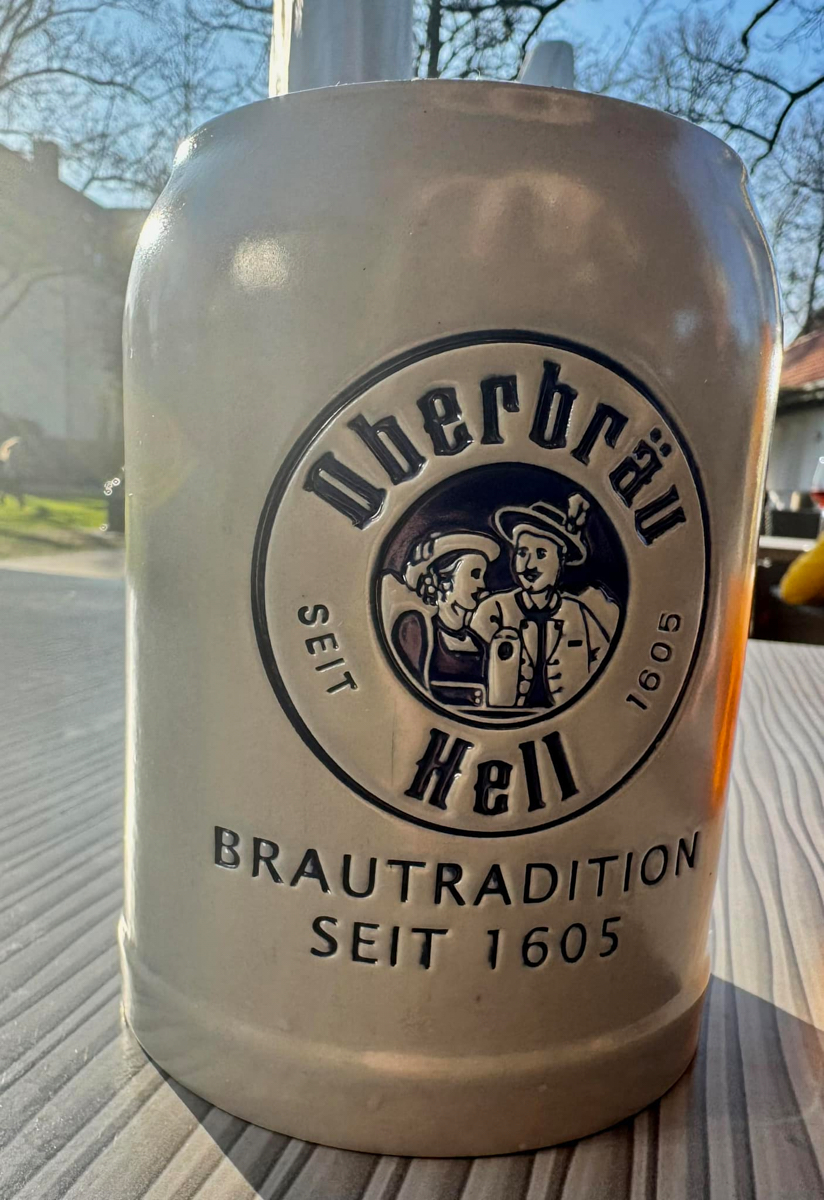 Oberbräu
SEIT 1605
Hell
BRAUTRADITION
SEIT 1605